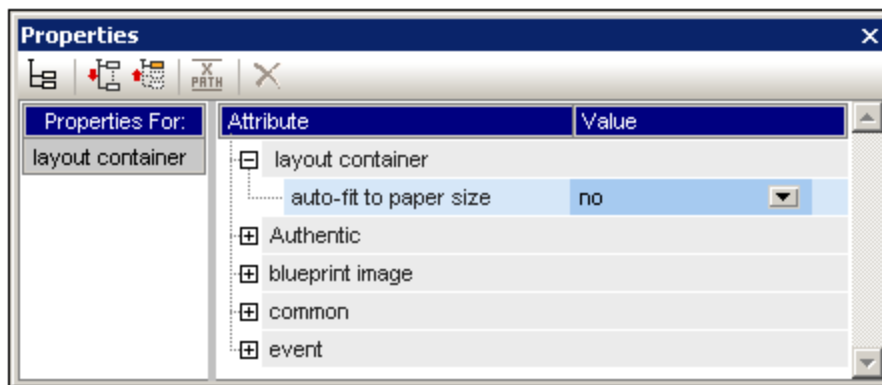 Properties
X
PATH
Properties For:
Attribute
Value
layout container
layout container
auto-fit to paper size
no
Authentic
blueprint image
common
event